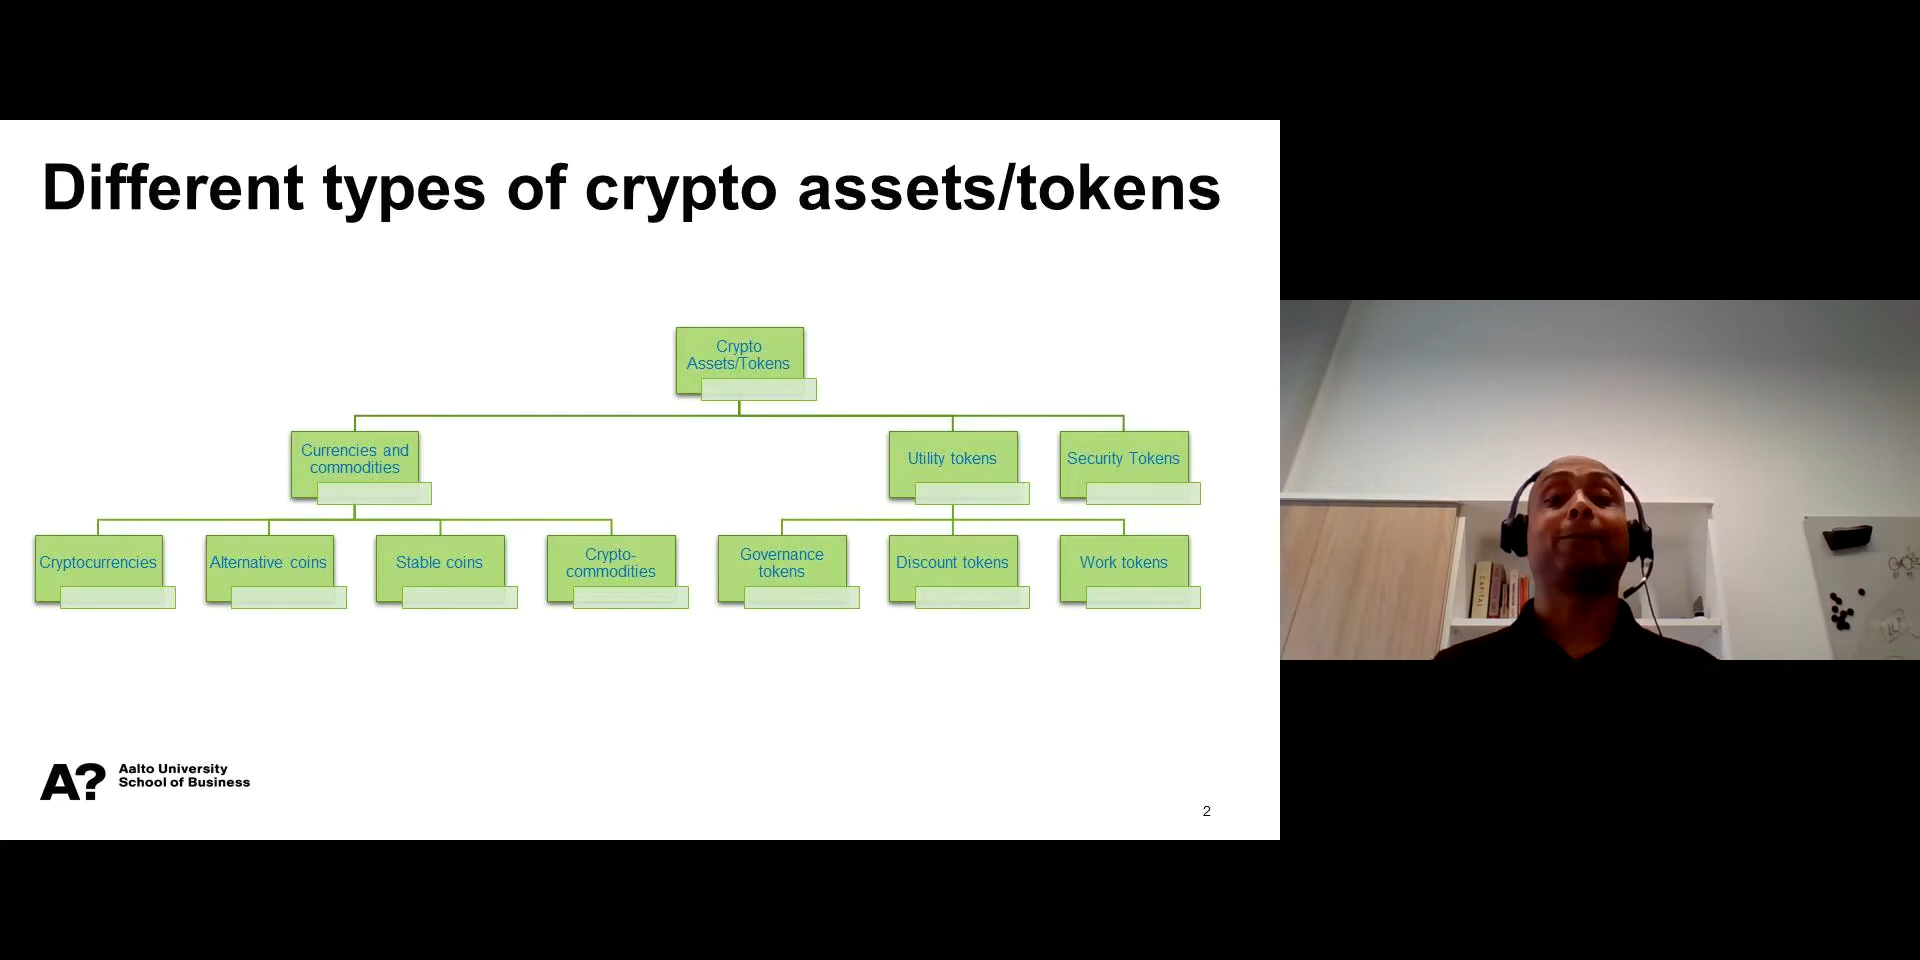 Different types of crypto assets/tokens
Crypto
Assets/Tokens
Currencies and
commodities
Utility tokens
Security Tokens
Cryptocurrencies
Alternative coins
Stable coins
Crypto-
commodities
Governance
tokens
Discount tokens
Work tokens
A?
Aalto University
School of Business
2
CAPITAL